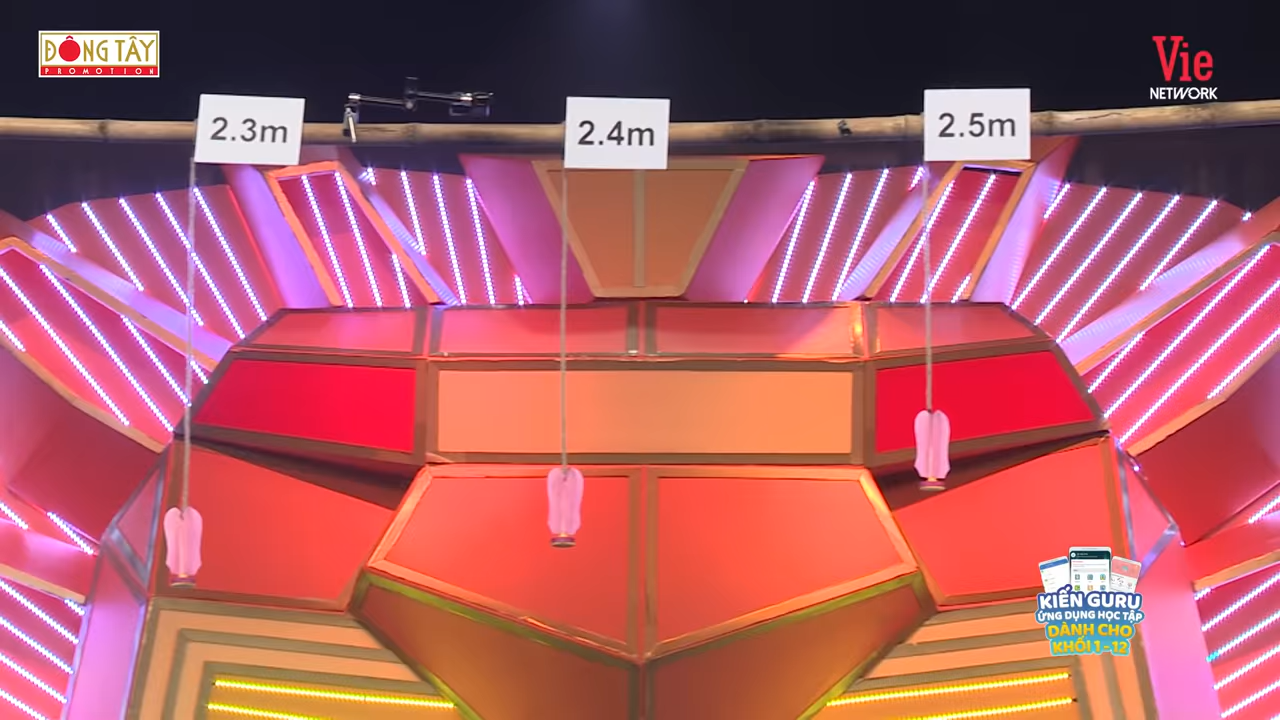 ĐÔNG TÂY
PROMOTION
Vie
NETWORK
2.3m
2.4m
2.5m
KIẾN GURU
ỨNG DỤNG HỌC TẬP
DÀNH CHO
KHỐI 1 - 12